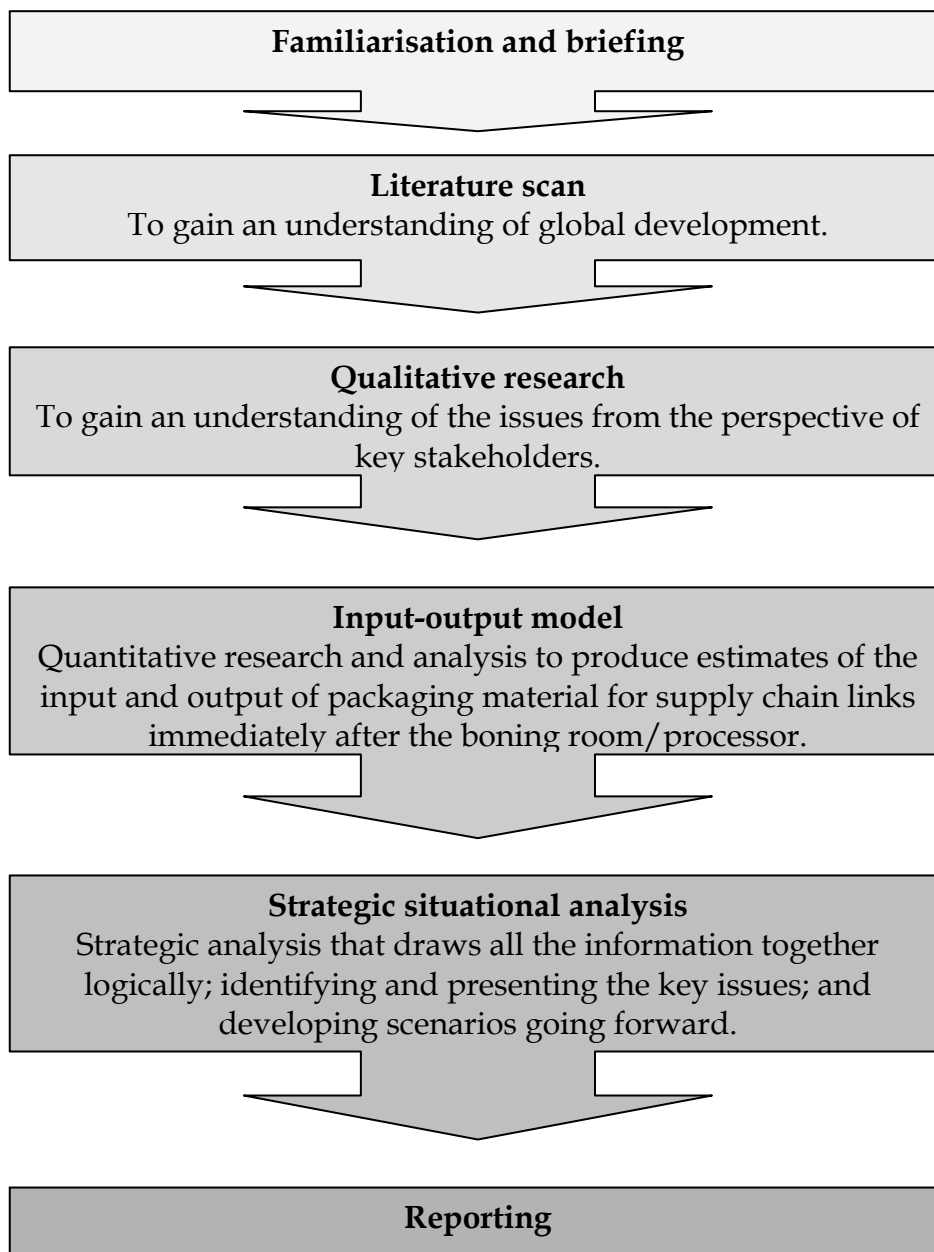 Familiarisation and briefing
Literature scan
To gain an understanding of global development.
Qualitative research
To gain an understanding of the issues from the perspective of
key stakeholders.
Input-output model
Quantitative research and analysis to produce estimates of the
input and output of packaging material for supply chain links
immediately after the boning room/processor.
Strategic situational analysis
Strategic analysis that draws all the information together
logically; identifying and presenting the key issues; and
developing scenarios going forward.
Reporting